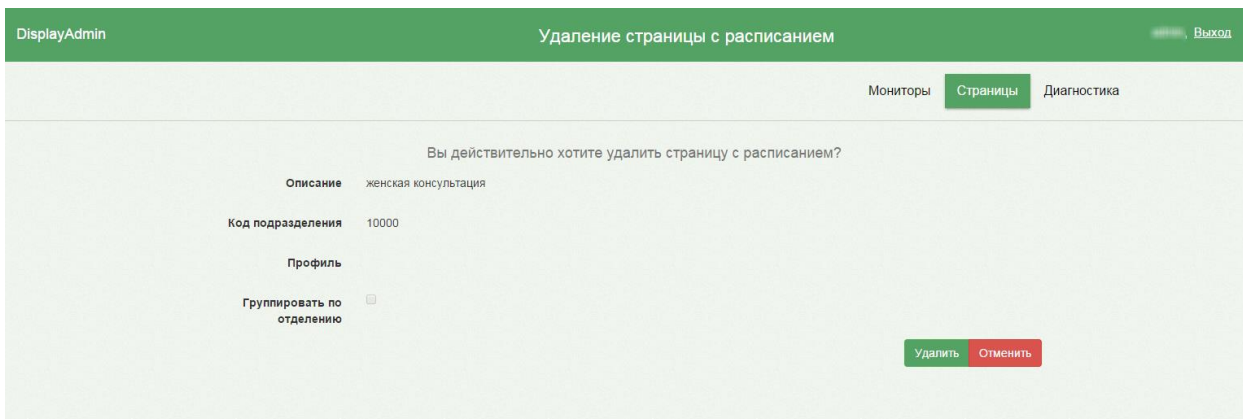 DisplayAdmin
Удаление страницы с расписанием
, Выход
Мониторы Страницы Диагностика
Вы действительно хотите удалить страницу с расписанием?
Описание женская консультация
Код подразделения 10000
Профиль
Группировать по
отделению
Удалить Отменить